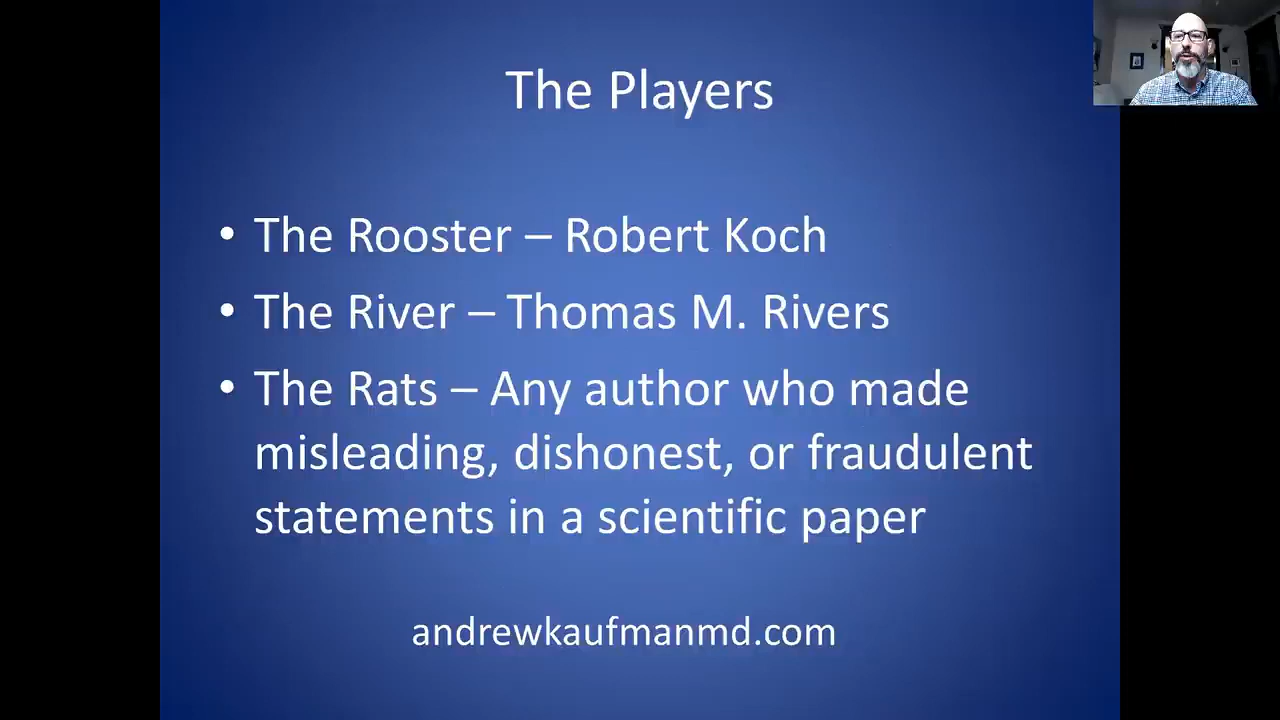 The Players
• The Rooster – Robert Koch
• The River – Thomas M. Rivers
• The Rats – Any author who made
misleading, dishonest, or fraudulent
statements in a scientific paper
andrewkaufmanmd.com